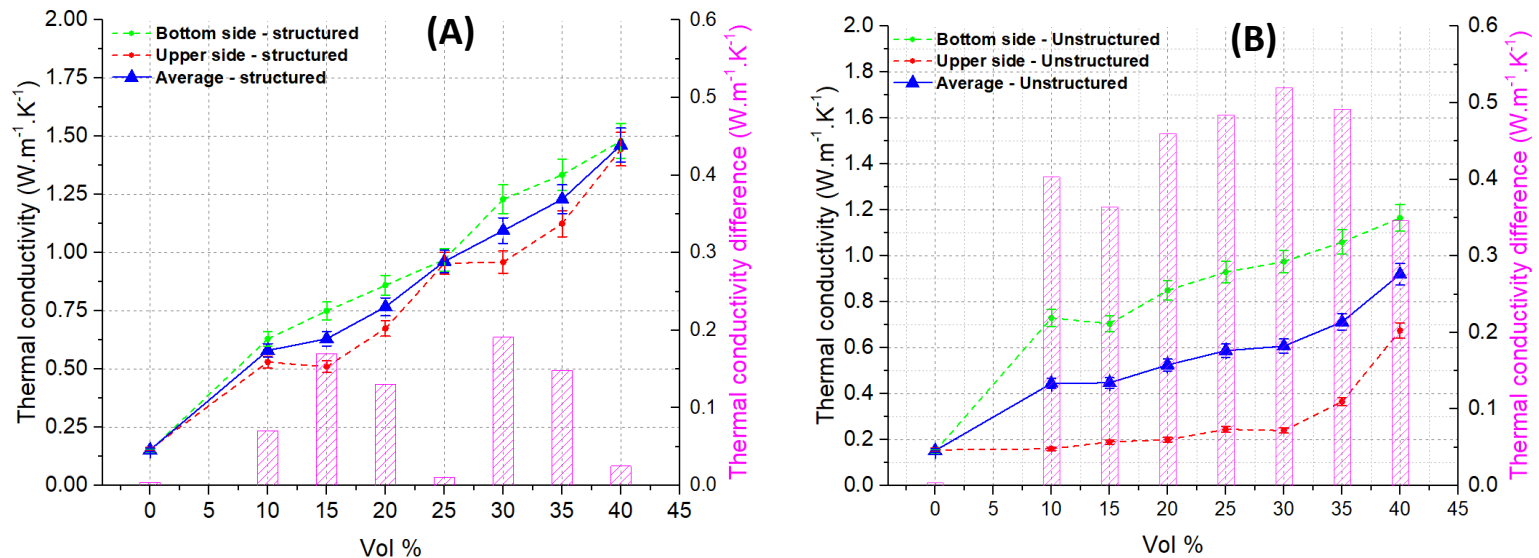 (A)
Bottom side - structured
Upper side - structured
Average - structured
Thermal conductivity (W.m⁻¹.K⁻¹)
2.00
1.75
1.50
1.25
1.00
0.75
0.50
0.25
0.00
0 5 10 15 20 25 30 35 40 45
Vol %
0.6
0.5
0.4
0.3
0.2
0.1
0.0
Thermal conductivity difference (W.m⁻¹.K⁻¹)
(B)
Bottom side - Unstructured
Upper side - Unstructured
Average - Unstructured
Thermal conductivity (W.m⁻¹.K⁻¹)
2.0
1.8
1.6
1.4
1.2
1.0
0.8
0.6
0.4
0.2
0.0
0 5 10 15 20 25 30 35 40 45
Vol %
0.6
0.5
0.4
0.3
0.2
0.1
0.0
Thermal conductivity difference (W.m⁻¹.K⁻¹)